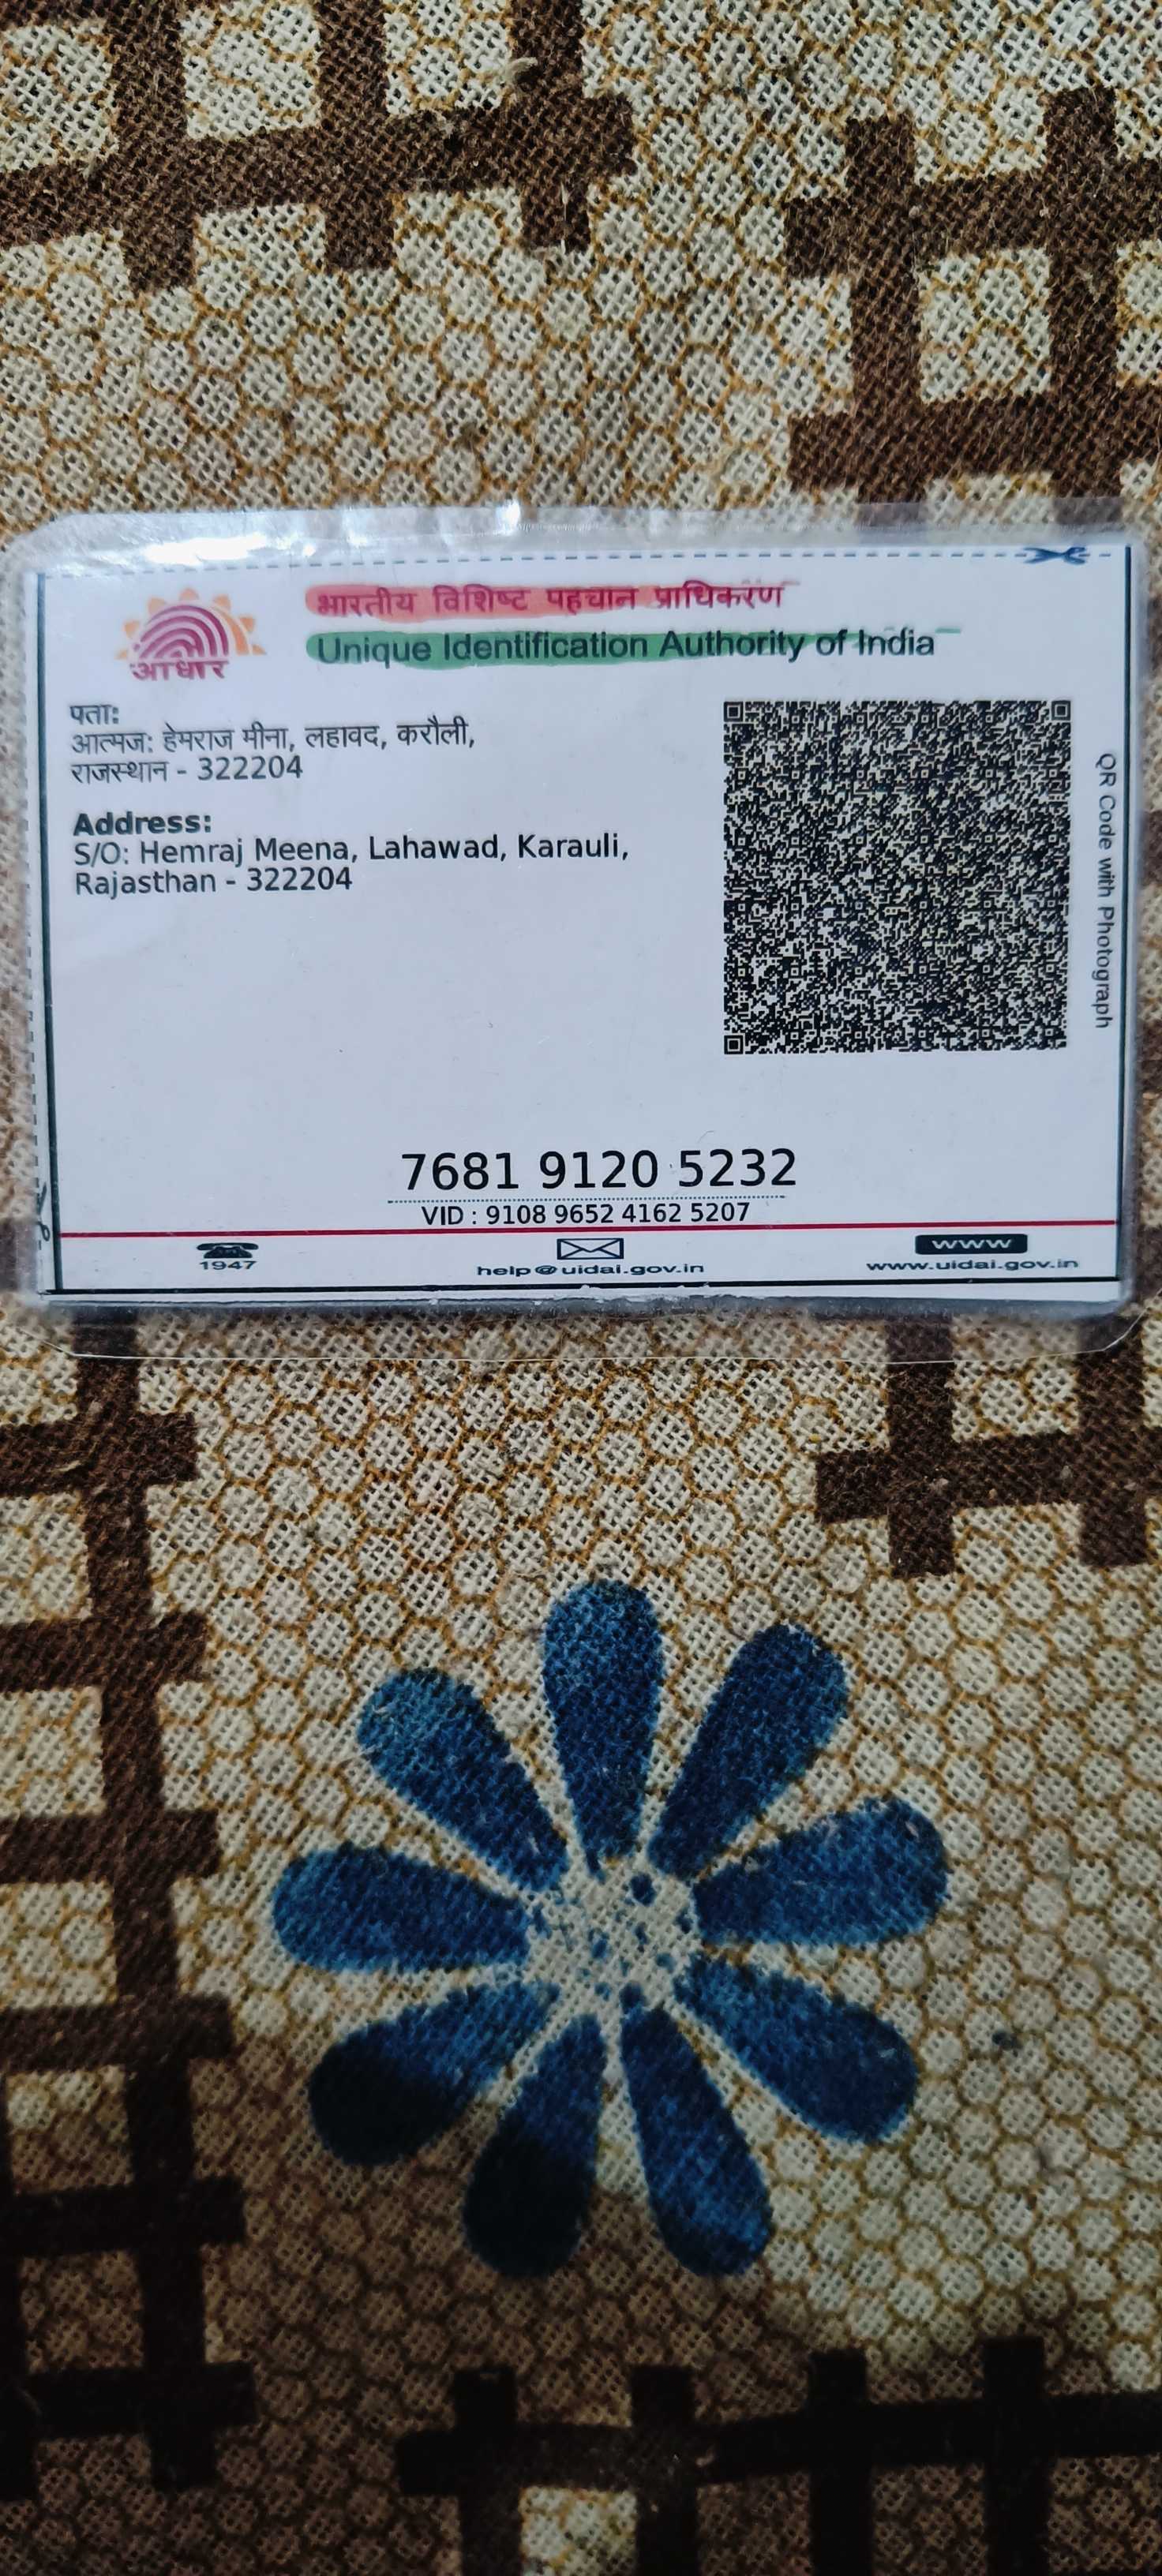 भारतीय विशिष्ट पहचान प्राधिकरण
Unique Identification Authority of India
आधार
पता:
आत्मज: हेमराज मीना, लहावद, करौली,
राजस्थान - 322204
Address:
S/O: Hemraj Meena, Lahawad, Karauli,
Rajasthan - 322204
QR Code with Photograph
7681 9120 5232
VID : 9108 9652 4162 5207
1947
help@uidai.gov.in
www
www.uidai.gov.in